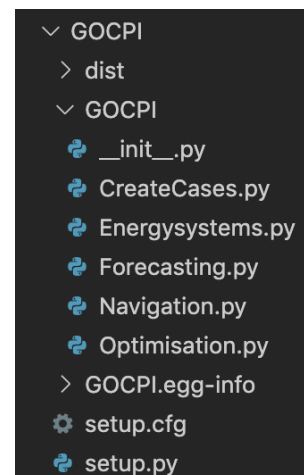 GOCPI
dist
GOCPI
__init__.py
CreateCases.py
Energysystems.py
Forecasting.py
Navigation.py
Optimisation.py
GOCPI.egg-info
setup.cfg
setup.py